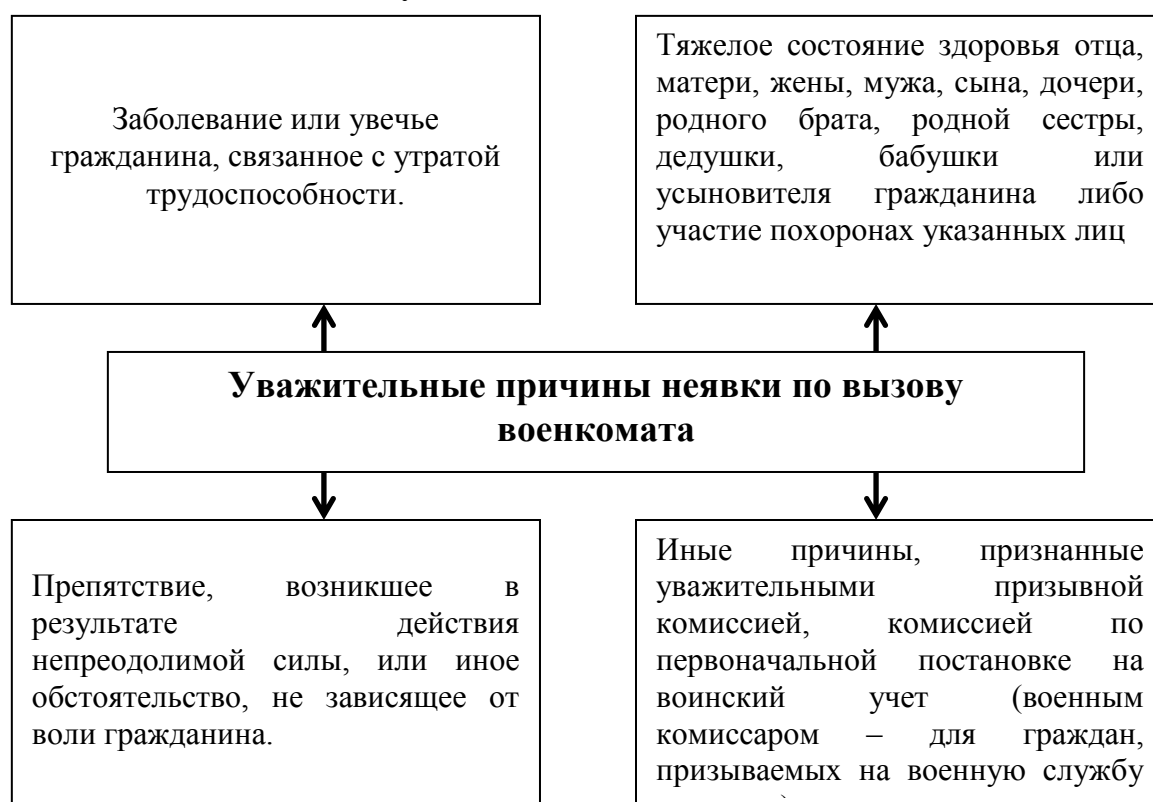 Заболевание или увечье
гражданина, связанное с утратой
трудоспособности.
Тяжелое состояние здоровья отца,
матери, жены, мужа, сына, дочери,
родного брата, родной сестры,
дедушки, бабушки или
усыновителя гражданина либо
участие похоронах указанных лиц
Уважительные причины неявки по вызову
военкомата
Препятствие, возникшее в
результате действия
непреодолимой силы, или иное
обстоятельство, не зависящее от
воли гражданина.
Иные причины, признанные
уважительными призывной
комиссией, комиссией по
первоначальной постановке на
воинский учет (военным
комиссаром – для граждан,
призываемых на военную службу